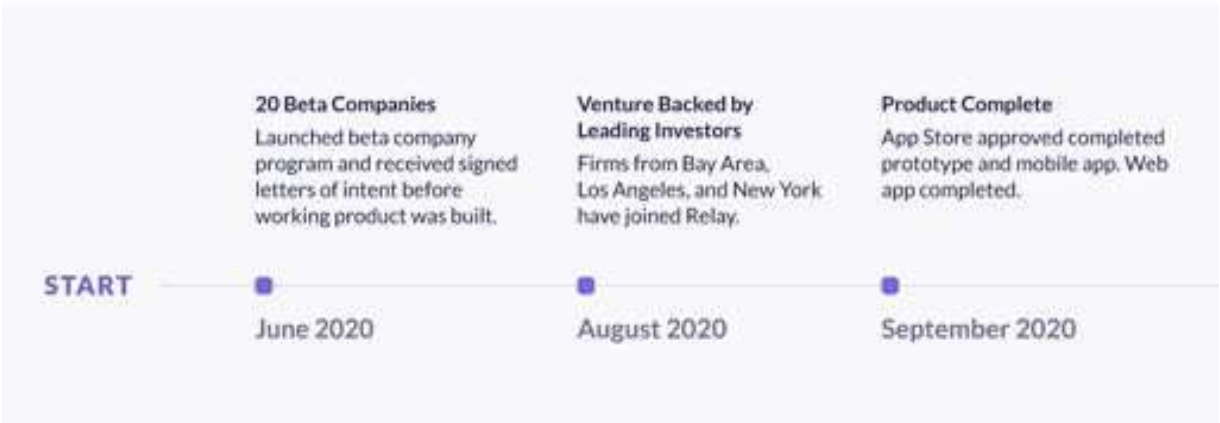 20 Beta Companies
Launched beta company
program and received signed
letters of intent before
working product was built.
Venture Backed by
Leading Investors
Firms from Bay Area,
Los Angeles, and New York
have joined Relay.
Product Complete
App Store approved completed
prototype and mobile app. Web
app completed.
START
June 2020
August 2020
September 2020